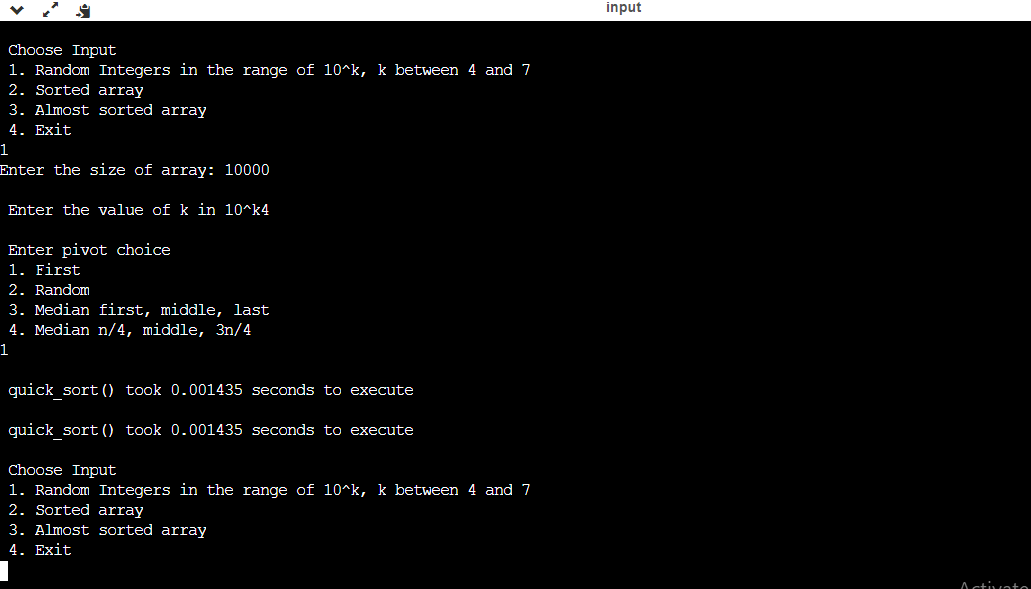 input
Choose Input
1. Random Integers in the range of 10^k, k between 4 and 7
2. Sorted array
3. Almost sorted array
4. Exit
1
Enter the size of array: 10000
Enter the value of k in 10^k4
Enter pivot choice
1. First
2. Random
3. Median first, middle, last
4. Median n/4, middle, 3n/4
1
quick_sort() took 0.001435 seconds to execute
quick_sort() took 0.001435 seconds to execute
Choose Input
1. Random Integers in the range of 10^k, k between 4 and 7
2. Sorted array
3. Almost sorted array
4. Exit
Activate